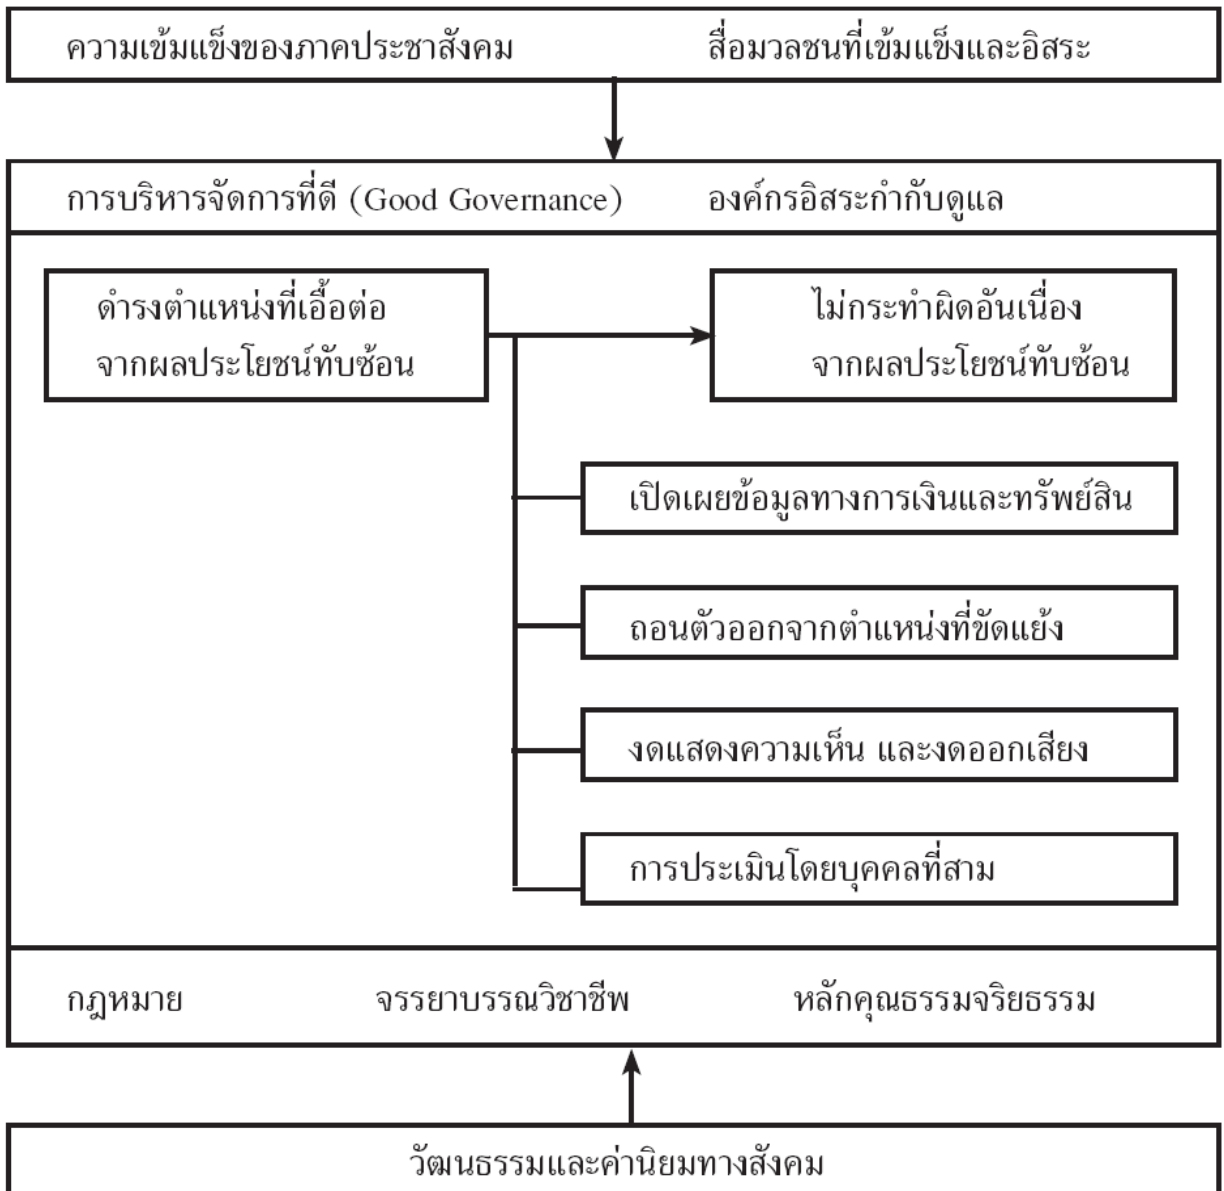 ความเข้มแข็งของภาคประชาสังคม สื่อมวลชนที่เข้มแข็งและอิสระ
การบริหารจัดการที่ดี (Good Governance) องค์กรอิสระกำกับดูแล
ดำรงตำแหน่งที่เอื้อต่อ
จากผลประโยชน์ทับซ้อน
ไม่กระทำผิดอันเนื่อง
จากผลประโยชน์ทับซ้อน
เปิดเผยข้อมูลทางการเงินและทรัพย์สิน
ถอนตัวออกจากตำแหน่งที่ขัดแย้ง
งดแสดงความเห็น และงดออกเสียง
การประเมินโดยบุคคลที่สาม
กฎหมาย จรรยาบรรณวิชาชีพ หลักคุณธรรมจริยธรรม
วัฒนธรรมและค่านิยมทางสังคม